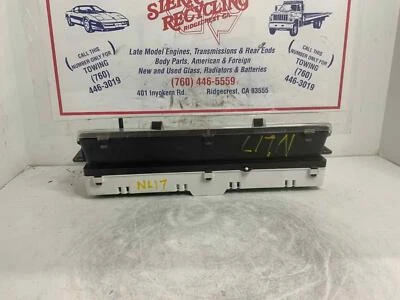 SIERRA
RECYCLING
RIDGECREST CA.
CALL THIS
NUMBER ONLY FOR
TOWING
(760)
446-3019
Late Model Engines, Transmissions & Rear Ends
Body Parts, American & Foreign
New and Used Glass, Radiators & Batteries
(760) 446-5559
401 Inyokern Rd. Ridgecrest, CA 93555
CALL THIS
NUMBER ONLY FOR
TOWING
(760)
446-3019
NL17
NL17